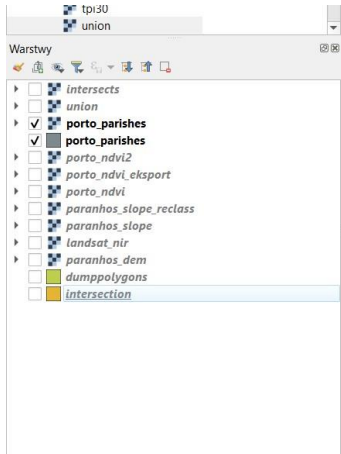 tpi30
union
Warstwy
intersects
union
porto_parishes
porto_parishes
porto_ndvi2
porto_ndvi_eksport
porto_ndvi
paranhos_slope_reclass
paranhos_slope
landsat_nir
paranhos_dem
dumppolygons
intersection